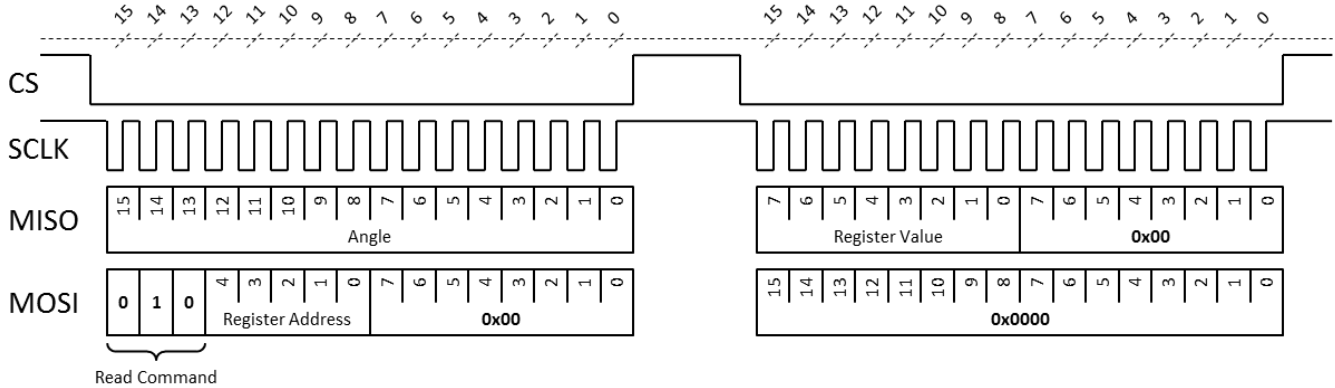 15 14 13 12 11 10 9 8 7 6 5 4 3 2 1 0 15 14 13 12 11 10 9 8 7 6 5 4 3 2 1 0
CS
SCLK
MISO 15 14 13 12 11 10 9 8 7 6 5 4 3 2 1 0 7 6 5 4 3 2 1 0 7 6 5 4 3 2 1 0
Angle Register Value 0x00
MOSI 0 1 0 4 3 2 1 0 7 6 5 4 3 2 1 0 15 14 13 12 11 10 9 8 7 6 5 4 3 2 1 0
Register Address 0x00 0x0000
Read Command